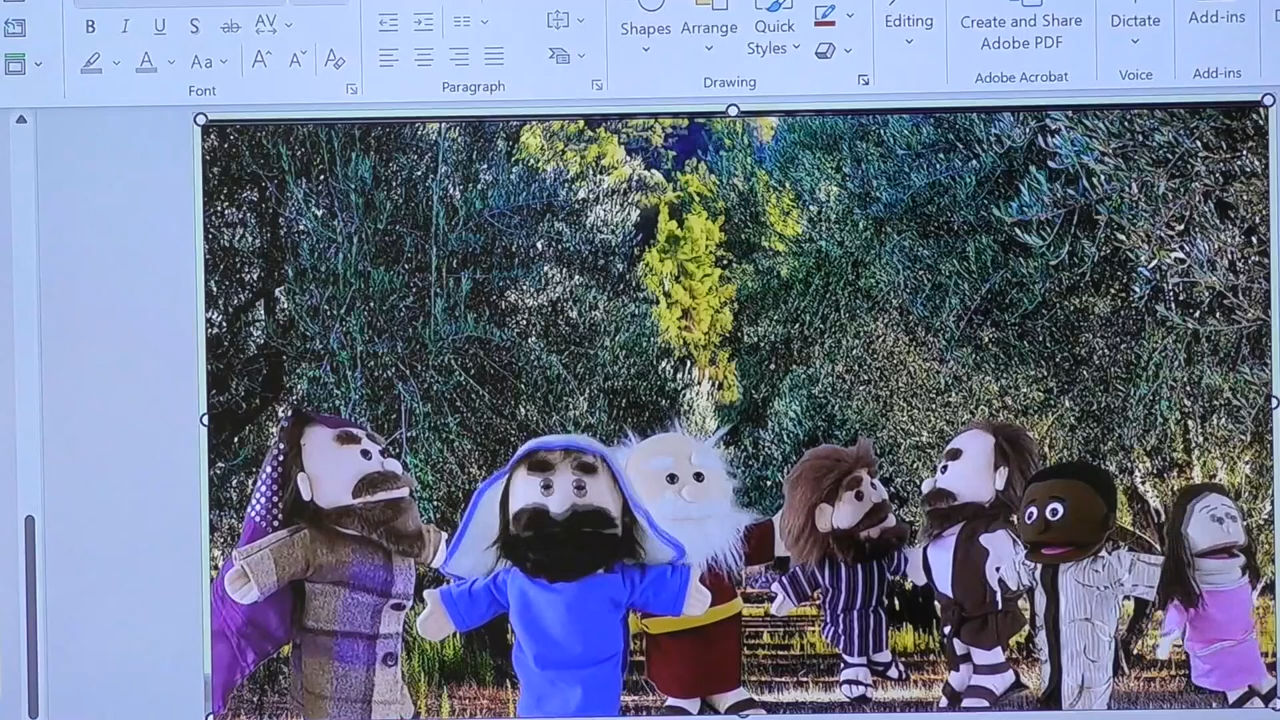 B I U S ab AV
Aa A A A
Font
Paragraph
Shapes
Arrange
Quick
Styles
Drawing
Editing
Create and Share
Adobe PDF
Adobe Acrobat
Dictate
Voice
Add-ins
Add-ins